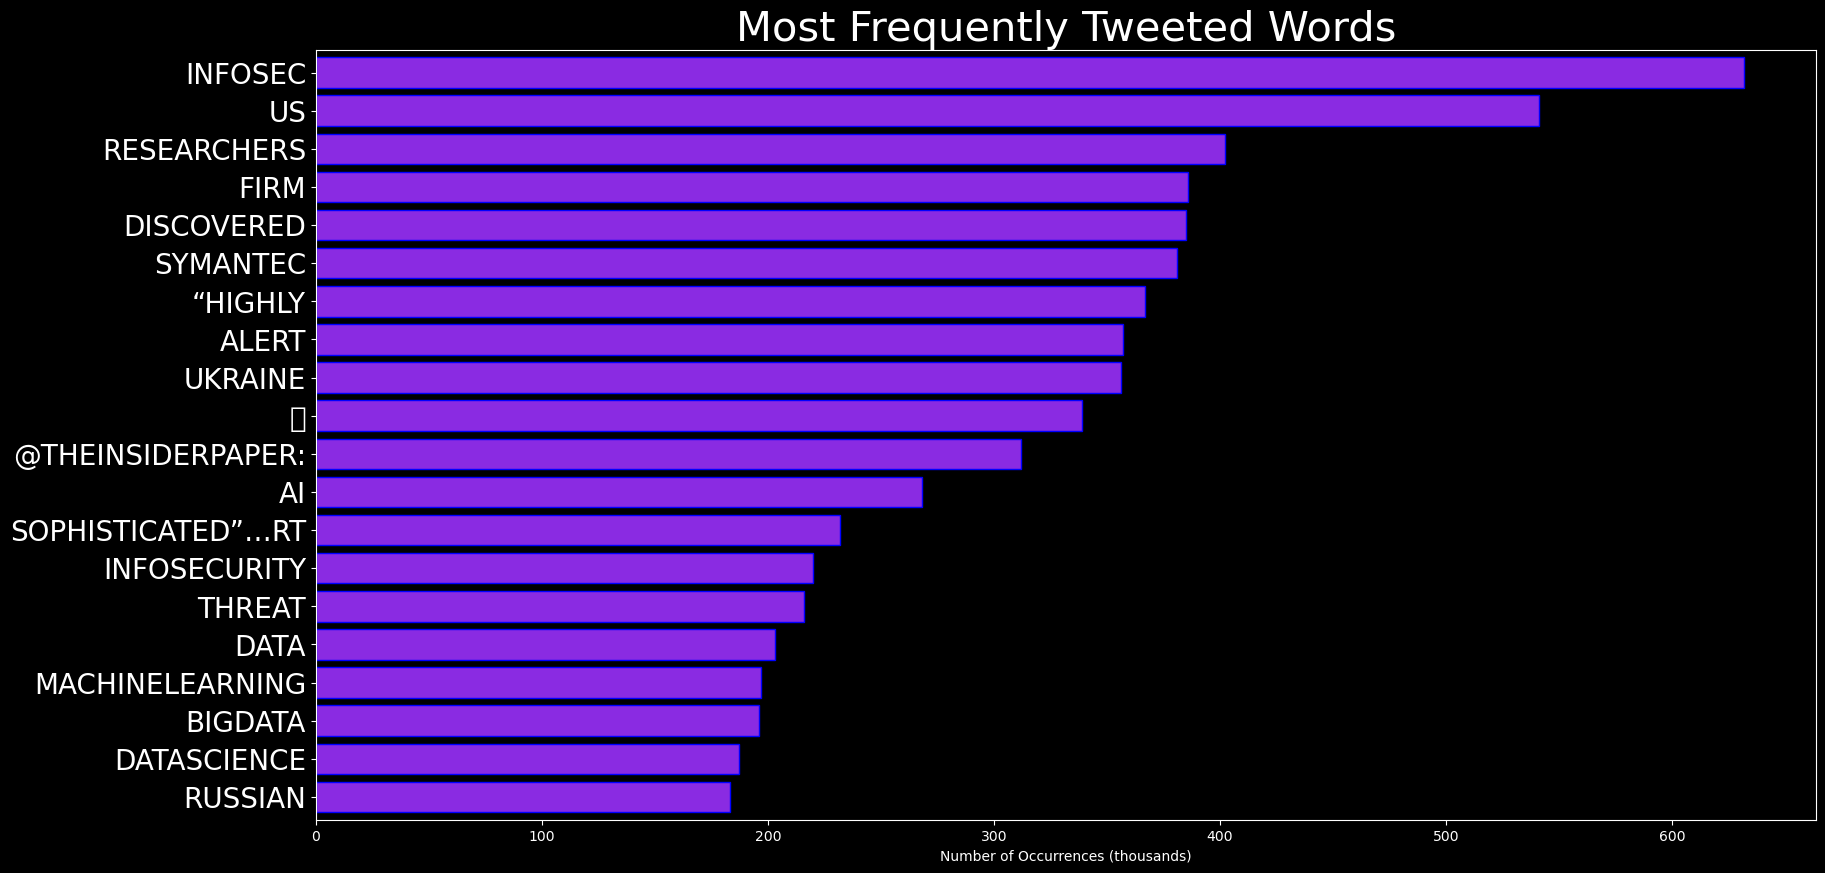 Most Frequently Tweeted Words
INFOSEC
US
RESEARCHERS
FIRM
DISCOVERED
SYMANTEC
“HIGHLY
ALERT
UKRAINE
@THEINSIDERPAPER:
AI
SOPHISTICATED”…RT
INFOSECURITY
THREAT
DATA
MACHINELEARNING
BIGDATA
DATASCIENCE
RUSSIAN
0 100 200 300 400 500 600
Number of Occurrences (thousands)